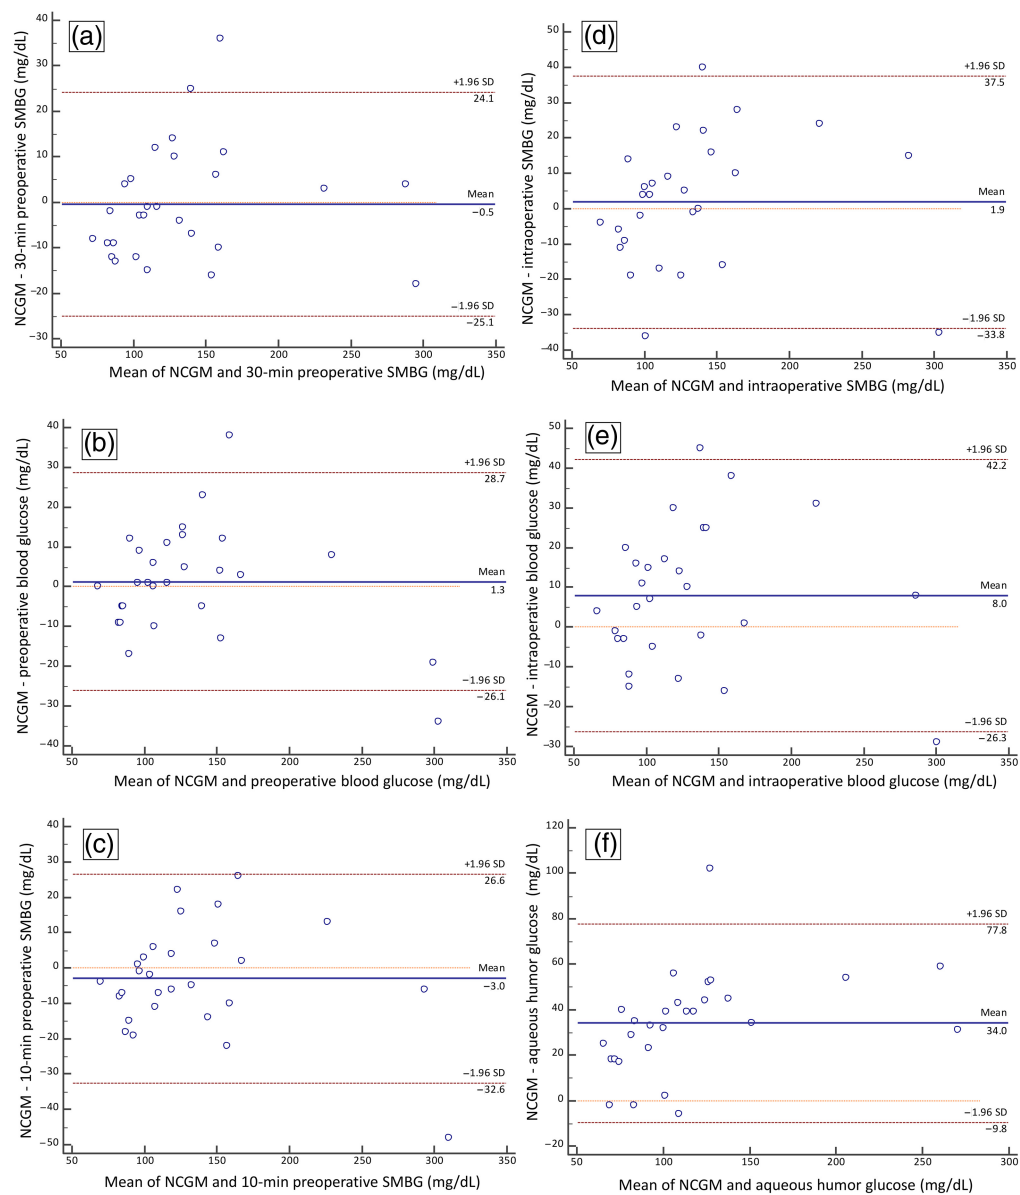 (a)
NCGM - 30-min preoperative SMBG (mg/dL)
40
30
20
10
0
−10
−20
−30
+1.96 SD
24.1
Mean
−0.5
−1.96 SD
−25.1
50 100 150 200 250 300 350
Mean of NCGM and 30-min preoperative SMBG (mg/dL)
(d)
NCGM - intraoperative SMBG (mg/dL)
50
40
30
20
10
0
−10
−20
−30
−40
+1.96 SD
37.5
Mean
1.9
−1.96 SD
−33.8
50 100 150 200 250 300 350
Mean of NCGM and intraoperative SMBG (mg/dL)
(b)
NCGM - preoperative blood glucose (mg/dL)
40
30
20
10
0
−10
−20
−30
−40
+1.96 SD
28.7
Mean
1.3
−1.96 SD
−26.1
50 100 150 200 250 300 350
Mean of NCGM and preoperative blood glucose (mg/dL)
(e)
NCGM - intraoperative blood glucose (mg/dL)
50
40
30
20
10
0
−10
−20
−30
+1.96 SD
42.2
Mean
8.0
−1.96 SD
−26.3
50 100 150 200 250 300 350
Mean of NCGM and intraoperative blood glucose (mg/dL)
(c)
NCGM - 10-min preoperative SMBG (mg/dL)
40
30
20
10
0
−10
−20
−30
−40
−50
+1.96 SD
26.6
Mean
−3.0
−1.96 SD
−32.6
50 100 150 200 250 300 350
Mean of NCGM and 10-min preoperative SMBG (mg/dL)
(f)
NCGM - aqueous humor glucose (mg/dL)
120
100
80
60
40
20
0
−20
+1.96 SD
77.8
Mean
34.0
−1.96 SD
−9.8
50 100 150 200 250 300
Mean of NCGM and aqueous humor glucose (mg/dL)